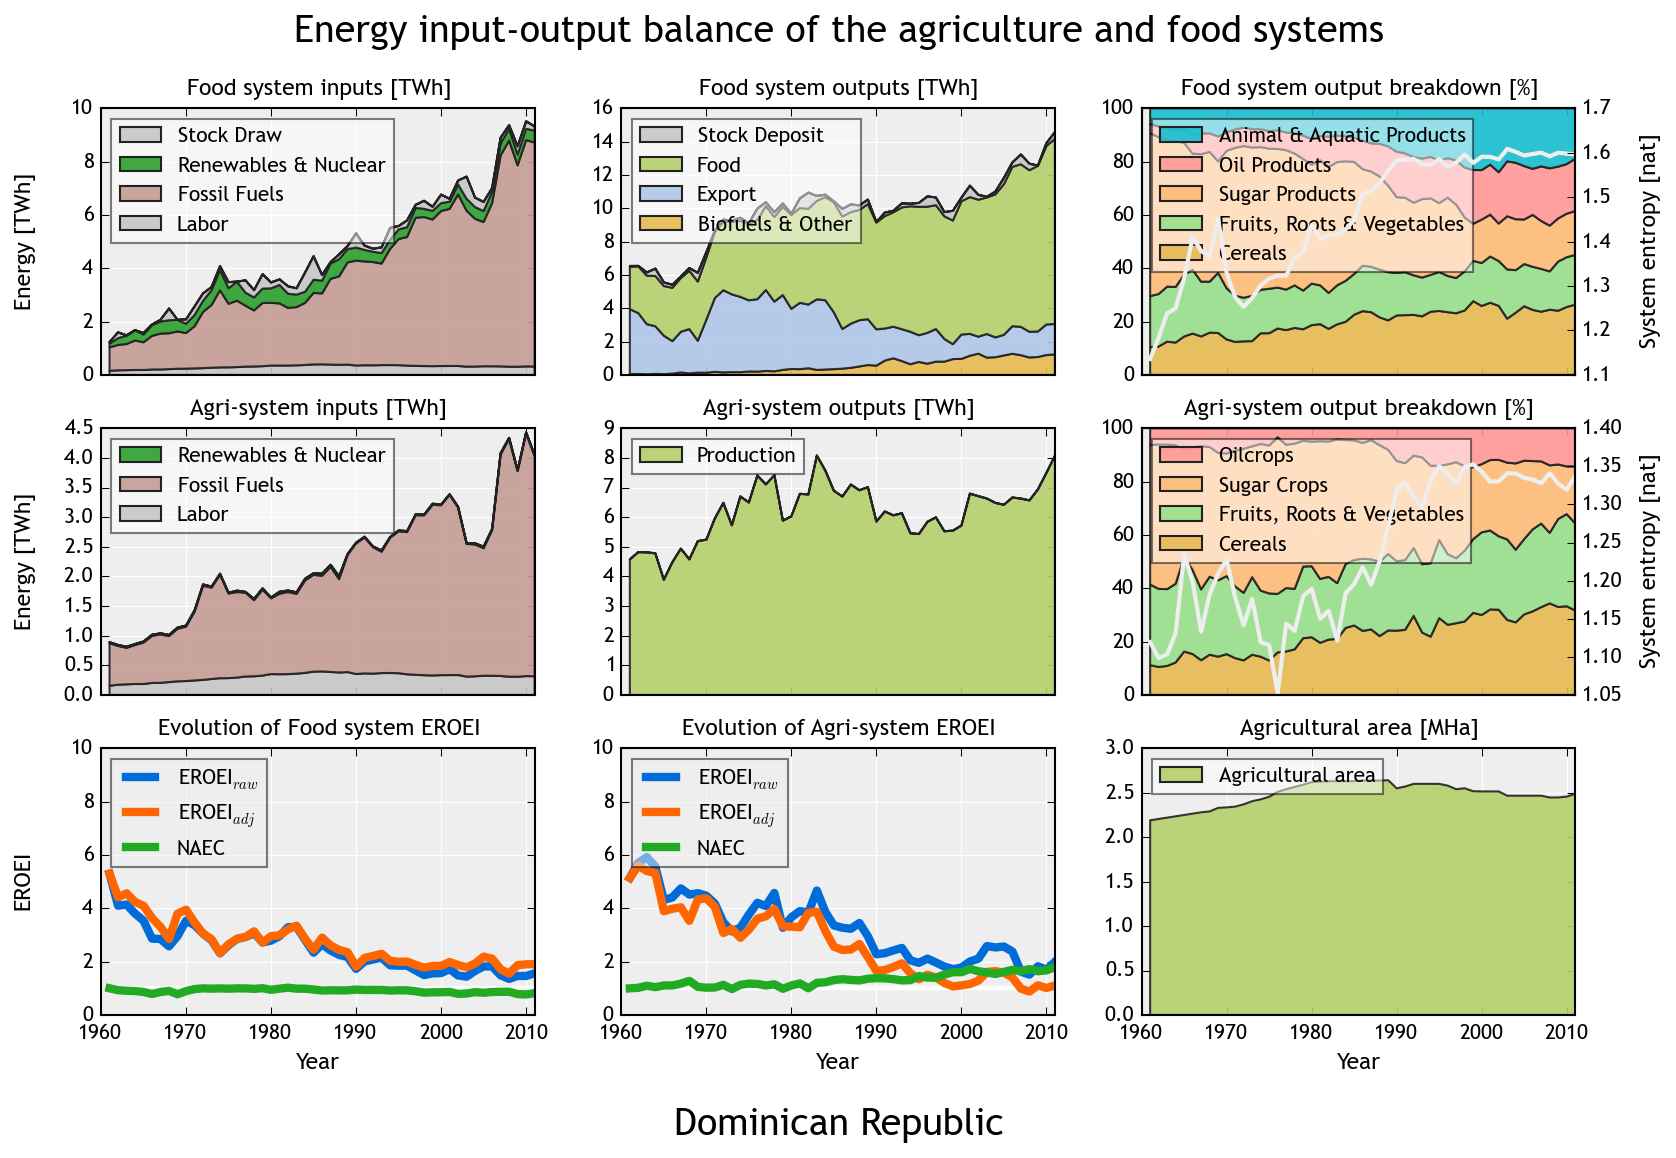 Energy input-output balance of the agriculture and food systems
Food system inputs [TWh]
Food system outputs [TWh]
Food system output breakdown [%]
Energy [TWh]
10
8
6
4
2
0
Stock Draw
Renewables & Nuclear
Fossil Fuels
Labor
16
14
12
10
8
6
4
2
0
Stock Deposit
Food
Export
Biofuels & Other
100
80
60
40
20
0
Animal & Aquatic Products
Oil Products
Sugar Products
Fruits, Roots & Vegetables
Cereals
1.7
1.6
1.5
1.4
1.3
1.2
1.1
System entropy [nat]
Agri-system inputs [TWh]
Agri-system outputs [TWh]
Agri-system output breakdown [%]
Energy [TWh]
4.5
4.0
3.5
3.0
2.5
2.0
1.5
1.0
0.5
0.0
Renewables & Nuclear
Fossil Fuels
Labor
9
8
7
6
5
4
3
2
1
0
Production
100
80
60
40
20
0
Oilcrops
Sugar Crops
Fruits, Roots & Vegetables
Cereals
1.40
1.35
1.30
1.25
1.20
1.15
1.10
1.05
System entropy [nat]
Evolution of Food system EROEI
Evolution of Agri-system EROEI
Agricultural area [MHa]
EROEI
10
8
6
4
2
0
EROEI_raw
EROEI_adj
NAEC
1960 1970 1980 1990 2000 2010
Year
10
8
6
4
2
0
EROEI_raw
EROEI_adj
NAEC
1960 1970 1980 1990 2000 2010
Year
3.0
2.5
2.0
1.5
1.0
0.5
0.0
Agricultural area
1960 1970 1980 1990 2000 2010
Year
Dominican Republic